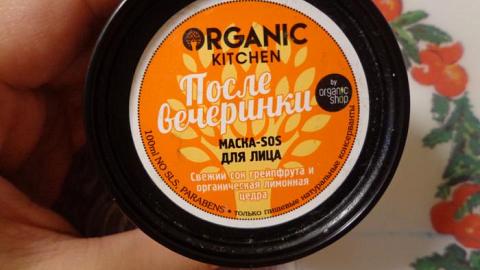 ORGANIC
KITCHEN
После
вечеринки
by
organic
shop
МАСКА-SOS
ДЛЯ ЛИЦА
Свежий сок грейпфрута и
органическая лимонная
цедра
100ml NO SLS, PARABENS • только пищевые натуральные консерванты